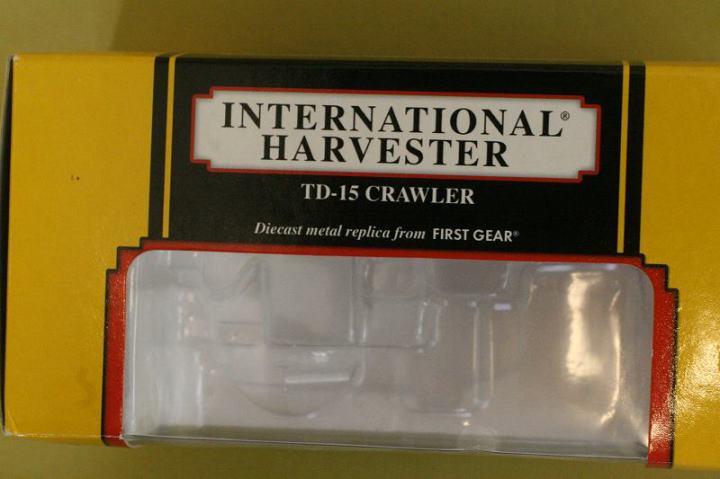 INTERNATIONAL®
HARVESTER
TD-15 CRAWLER
Diecast metal replica from FIRST GEAR®